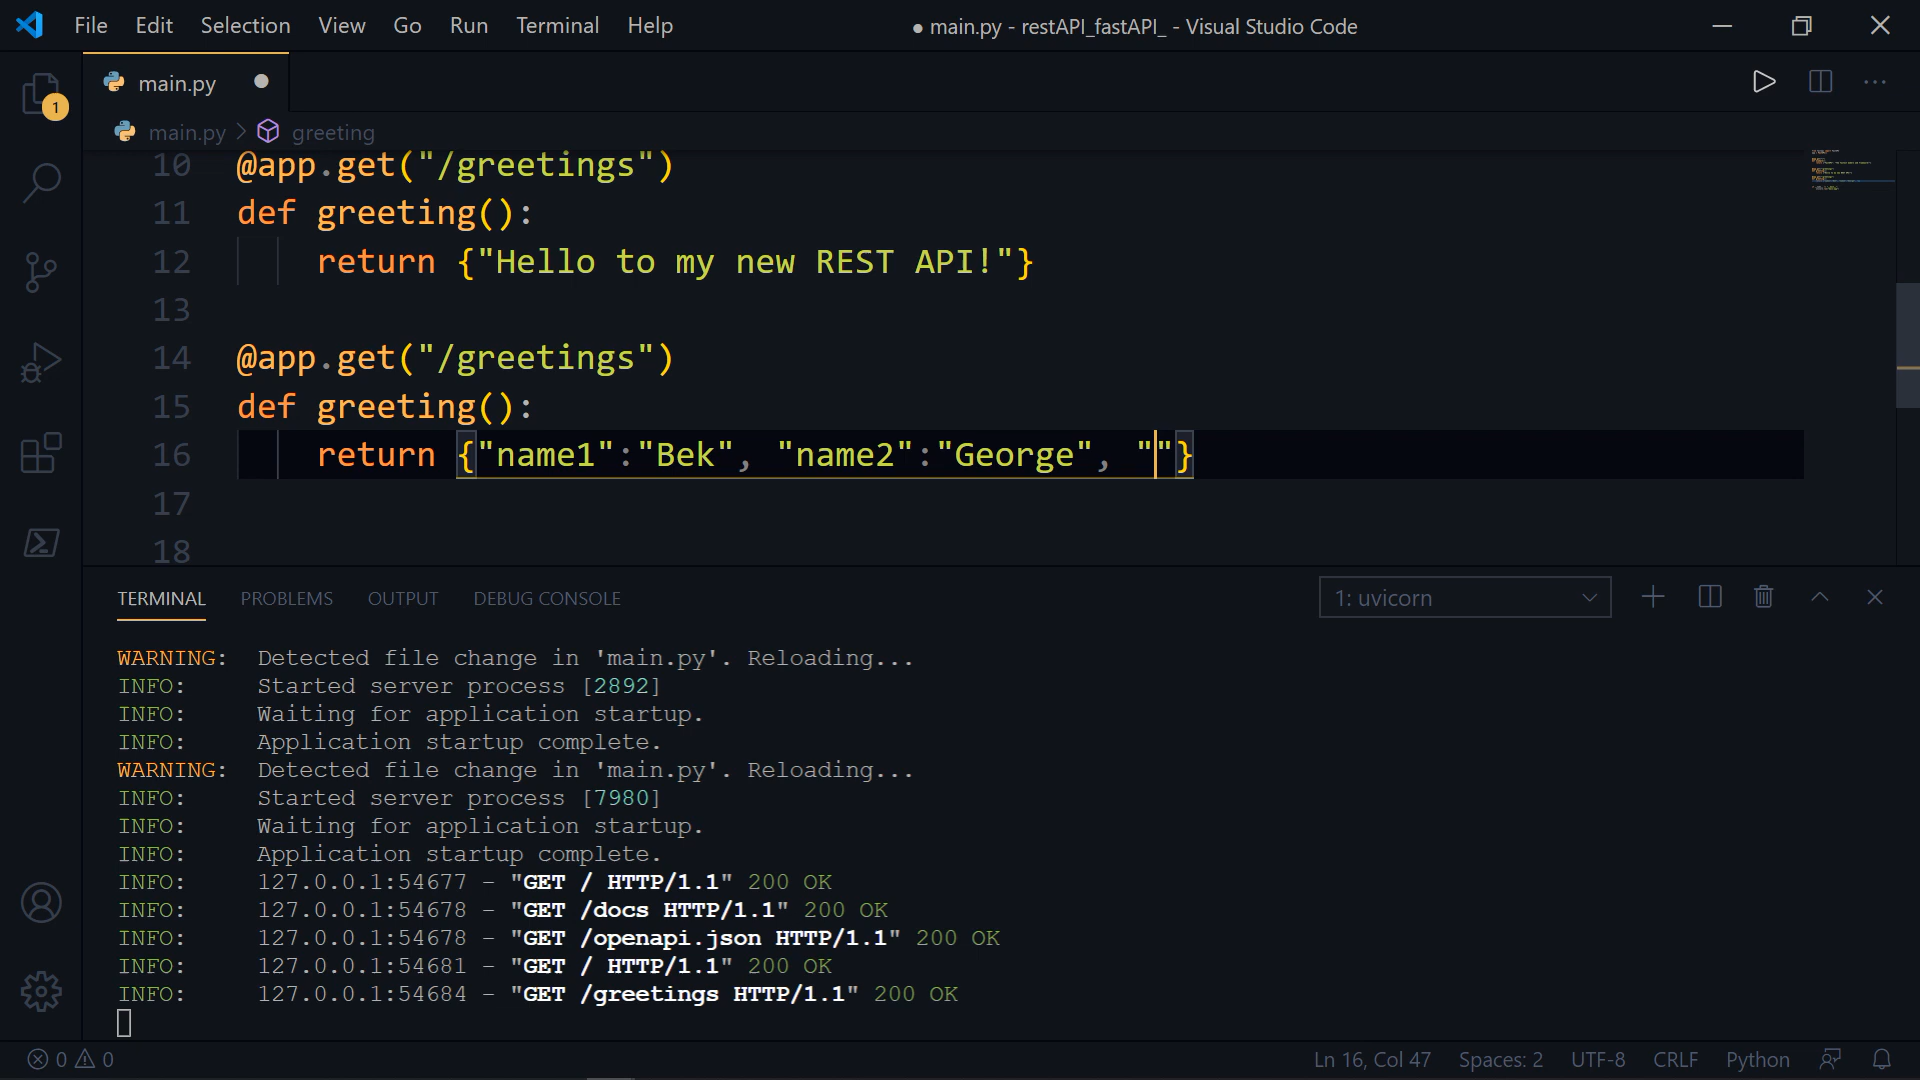 File Edit Selection View Go Run Terminal Help ● main.py - restAPI_fastAPI_ - Visual Studio Code
1
main.py
main.py > greeting
10 @app.get("/greetings")
11 def greeting():
12 return {"Hello to my new REST API!"}
13
14 @app.get("/greetings")
15 def greeting():
16 return {"name1":"Bek", "name2":"George", ""}
17
18
TERMINAL PROBLEMS OUTPUT DEBUG CONSOLE 1: uvicorn
WARNING: Detected file change in 'main.py'. Reloading...
INFO: Started server process [2892]
INFO: Waiting for application startup.
INFO: Application startup complete.
WARNING: Detected file change in 'main.py'. Reloading...
INFO: Started server process [7980]
INFO: Waiting for application startup.
INFO: Application startup complete.
INFO: 127.0.0.1:54677 - "GET / HTTP/1.1" 200 OK
INFO: 127.0.0.1:54678 - "GET /docs HTTP/1.1" 200 OK
INFO: 127.0.0.1:54678 - "GET /openapi.json HTTP/1.1" 200 OK
INFO: 127.0.0.1:54681 - "GET / HTTP/1.1" 200 OK
INFO: 127.0.0.1:54684 - "GET /greetings HTTP/1.1" 200 OK
0 0 Ln 16, Col 47 Spaces: 2 UTF-8 CRLF Python